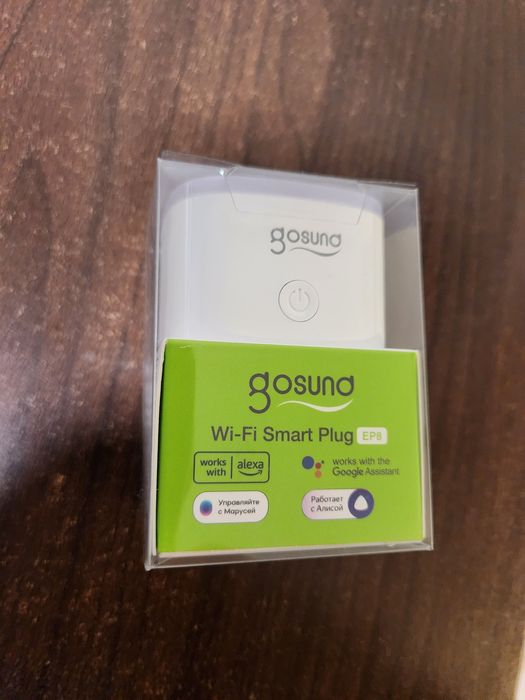 gosund
gosund
Wi-Fi Smart Plug EP8
works with alexa
works with the Google Assistant
Управляйте с Марусей
Работает с Алисой